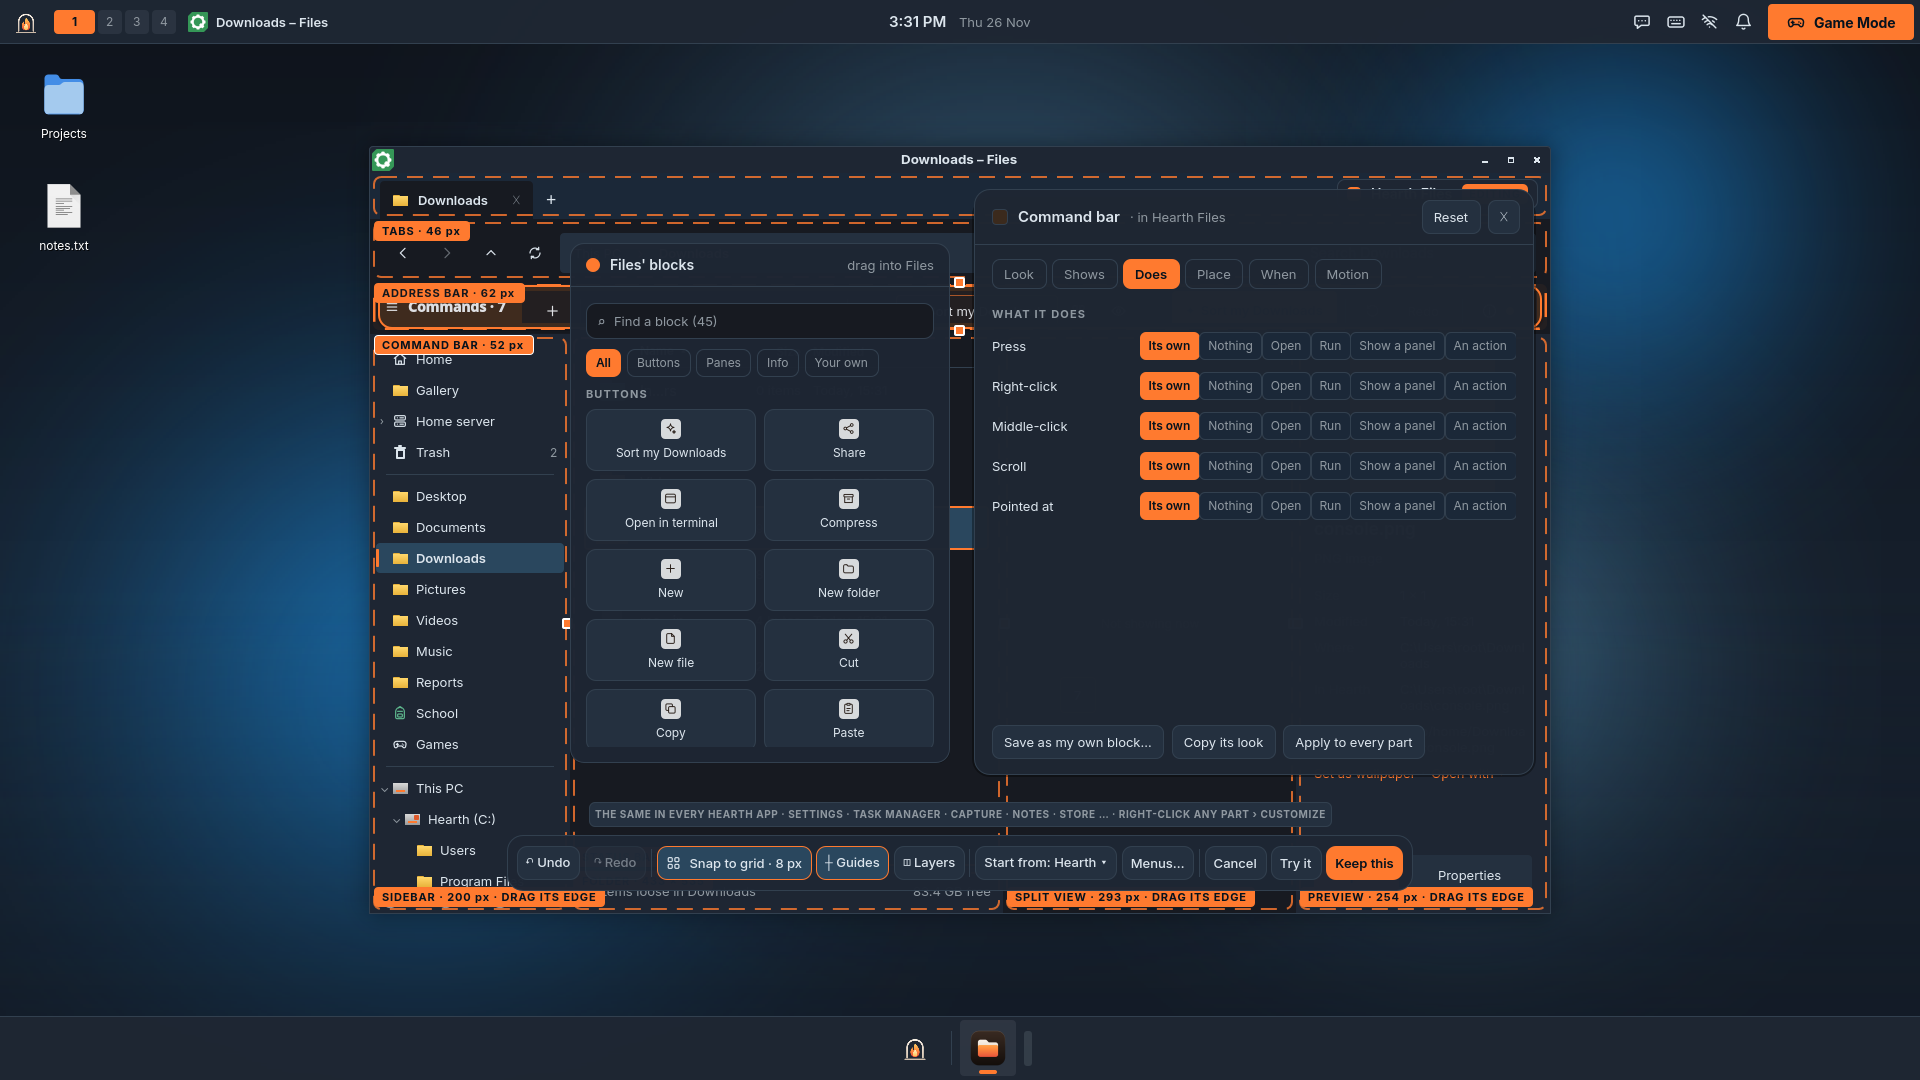 1 2 3 4 Downloads – Files
3:31 PM Thu 26 Nov
Game Mode
Projects
notes.txt
Downloads – Files
Downloads X +
TABS · 46 px
ADDRESS BAR · 62 px
Commands · 7 +
COMMAND BAR · 52 px
Home
Gallery
Home server
Trash 2
Desktop
Documents
Downloads
Pictures
Videos
Music
Reports
School
Games
This PC
Hearth (C:)
Users
SIDEBAR · 200 px · DRAG ITS EDGE
Files' blocks drag into Files
Find a block (45)
All Buttons Panes Info Your own
BUTTONS
Sort my Downloads Share
Open in terminal Compress
New New folder
New file Cut
Copy Paste
Command bar · in Hearth Files Reset X
Look Shows Does Place When Motion
WHAT IT DOES
Press Its own Nothing Open Run Show a panel An action
Right-click Its own Nothing Open Run Show a panel An action
Middle-click Its own Nothing Open Run Show a panel An action
Scroll Its own Nothing Open Run Show a panel An action
Pointed at Its own Nothing Open Run Show a panel An action
Save as my own block... Copy its look Apply to every part
THE SAME IN EVERY HEARTH APP · SETTINGS · TASK MANAGER · CAPTURE · NOTES · STORE ... · RIGHT-CLICK ANY PART › CUSTOMIZE
Undo Redo Snap to grid · 8 px Guides Layers Start from: Hearth Menus... Cancel Try it Keep this
Properties
loose in Downloads 83.4 GB free
SPLIT VIEW · 293 px · DRAG ITS EDGE
PREVIEW · 254 px · DRAG ITS EDGE